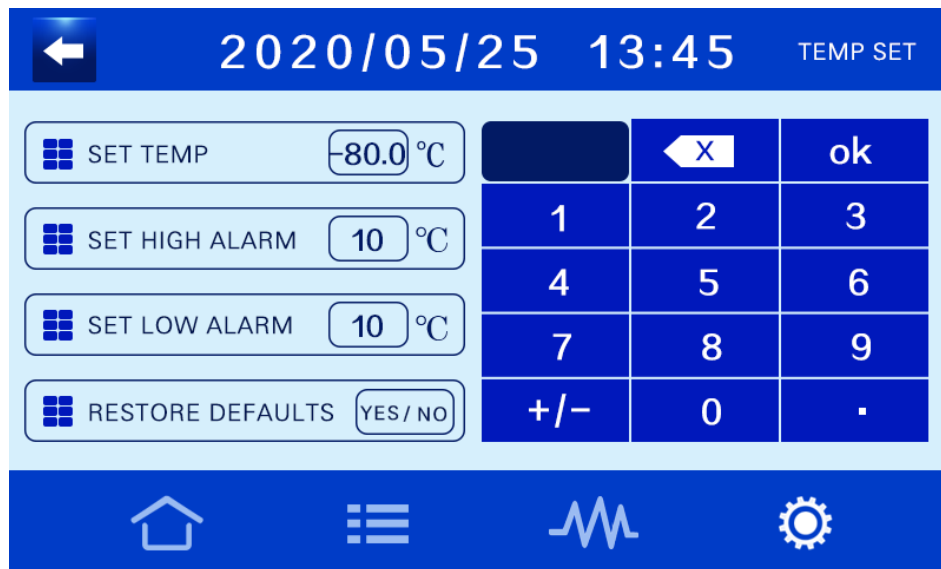 2020/05/25 13:45 TEMP SET
SET TEMP -80.0 °C
SET HIGH ALARM 10 °C
SET LOW ALARM 10 °C
RESTORE DEFAULTS YES/NO
X ok
1 2 3
4 5 6
7 8 9
+/- 0 .